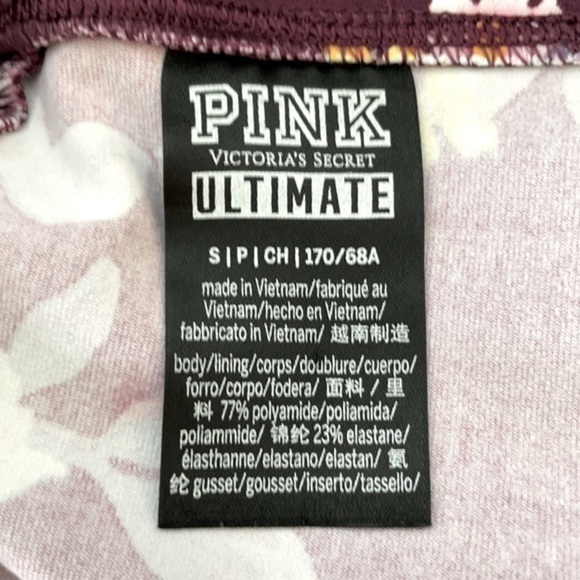 PINK
VICTORIA'S SECRET
ULTIMATE
S | P | CH | 170/68A
made in Vietnam/fabriqué au
Vietnam/hecho en Vietnam/
fabbricato in Vietnam/ 越南制造
body/lining/corps/doublure/cuerpo/
forro/corpo/fodera/ 面料 / 里
料 77% polyamide/poliamida/
poliammide/ 锦纶 23% elastane/
élasthanne/elastano/elastan/ 氨
纶 gusset/gousset/inserto/tassello/